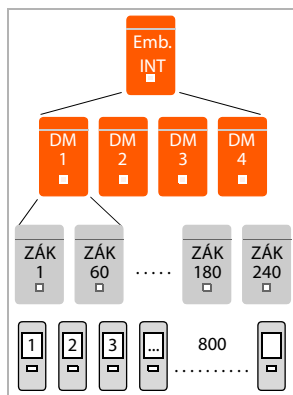 Emb.
INT
DM DM DM DM
1 2 3 4
ZÁK ZÁK ZÁK ZÁK
1 60 ..... 180 240
1 2 3 ... 800
..........